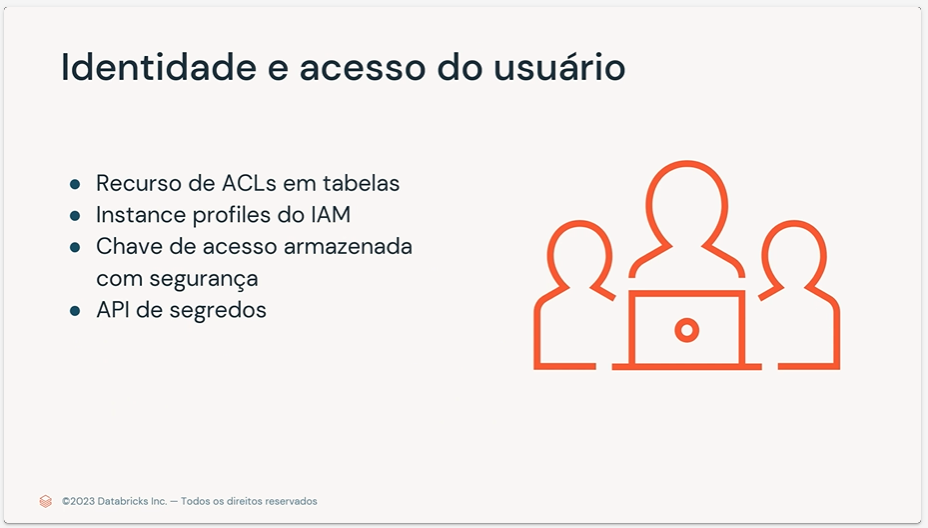 Identidade e acesso do usuário
● Recurso de ACLs em tabelas
● Instance profiles do IAM
● Chave de acesso armazenada
com segurança
● API de segredos
©2023 Databricks Inc. — Todos os direitos reservados